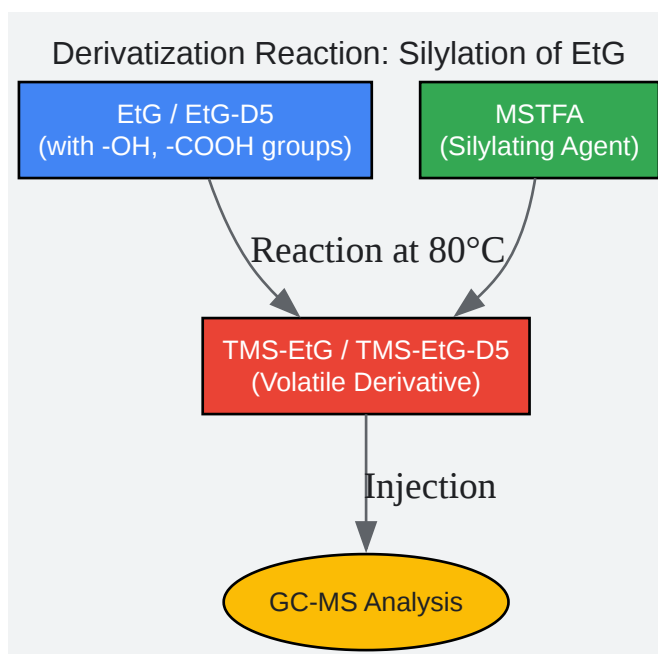 Derivatization Reaction: Silylation of EtG
EtG / EtG-D5
(with -OH, -COOH groups)
MSTFA
(Silylating Agent)
Reaction at 80°C
TMS-EtG / TMS-EtG-D5
(Volatile Derivative)
Injection
GC-MS Analysis